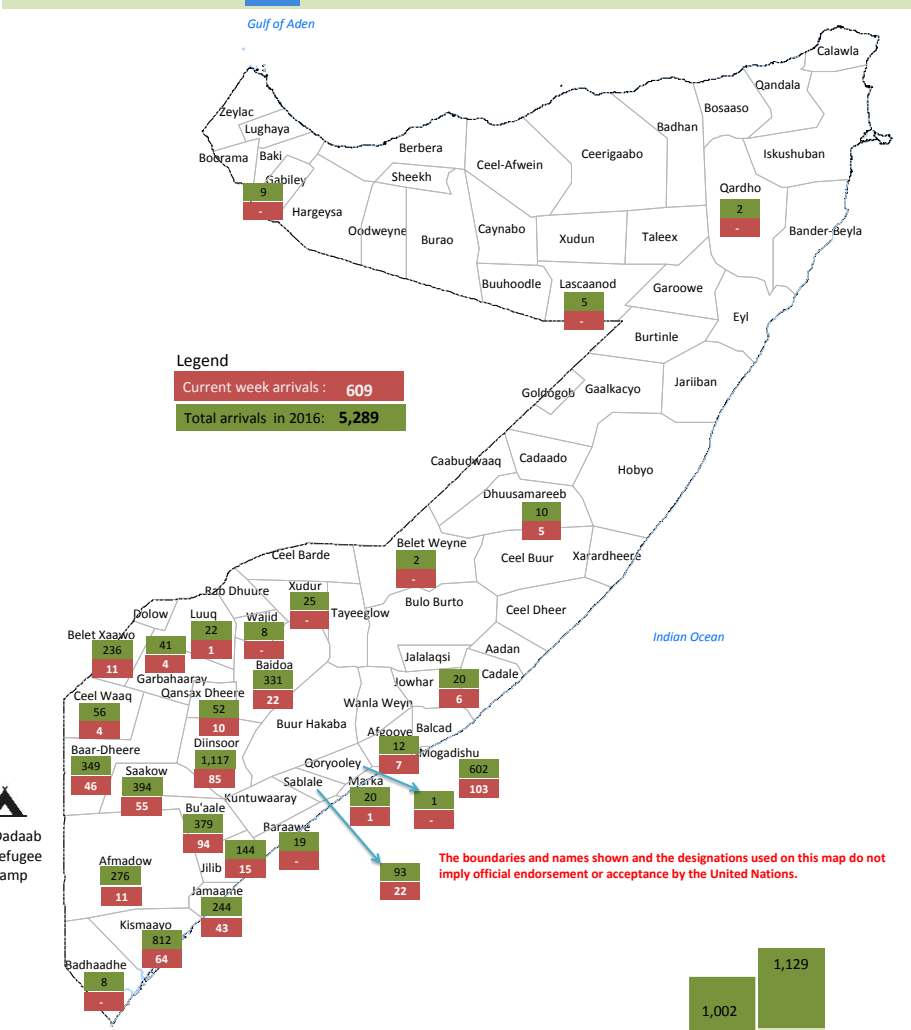 Gulf of Aden
Calawla
Qandala
Bosaaso
Zeylac
Lughaya
Badhan
Berbera
Ceerigaabo
Iskushuban
Boorama
Baki
Ceel-Afwein
Sheekh
Gabiley
9
-
Qardho
2
-
Hargeysa
Oodweyne
Burao
Caynabo
Xudun
Taleex
Bander-Beyla
Buuhoodle
Lascaanod
5
-
Garoowe
Eyl
Burtinle
Legend
Current week arrivals : 609
Total arrivals in 2016: 5,289
Goldogob
Gaalkacyo
Jariiban
Caabudwaaq
Cadaado
Hobyo
Dhuusamareeb
10
5
Belet Weyne
2
-
Ceel Buur
Xarardheere
Ceel Barde
Rab Dhuure
Xudur
25
-
Tayeeglow
Bulo Burto
Ceel Dheer
Dolow
Luuq
22
1
Wajid
8
-
Belet Xaawo
236
11
41
4
Garbahaaray
Indian Ocean
Aadan
Jalalaqsi
Baidoa
331
22
Jowhar
20
6
Cadale
Ceel Waaq
56
4
Qansax Dheere
52
10
Wanla Weyn
Buur Hakaba
Afgooye
12
7
Balcad
Baar-Dheere
349
46
Diinsoor
1,117
85
Mogadishu
602
103
Qoryooley
1
-
Saakow
394
55
Sablale
93
22
Marka
20
1
Kuntuwaaray
Bu'aale
379
94
Baraawe
19
-
Dadaab
efugee
amp
Jilib
144
15
The boundaries and names shown and the designations used on this map do not
imply official endorsement or acceptance by the United Nations.
Afmadow
276
11
Jamaame
244
43
Kismaayo
812
64
Badhaadhe
8
-
1,129
1,002